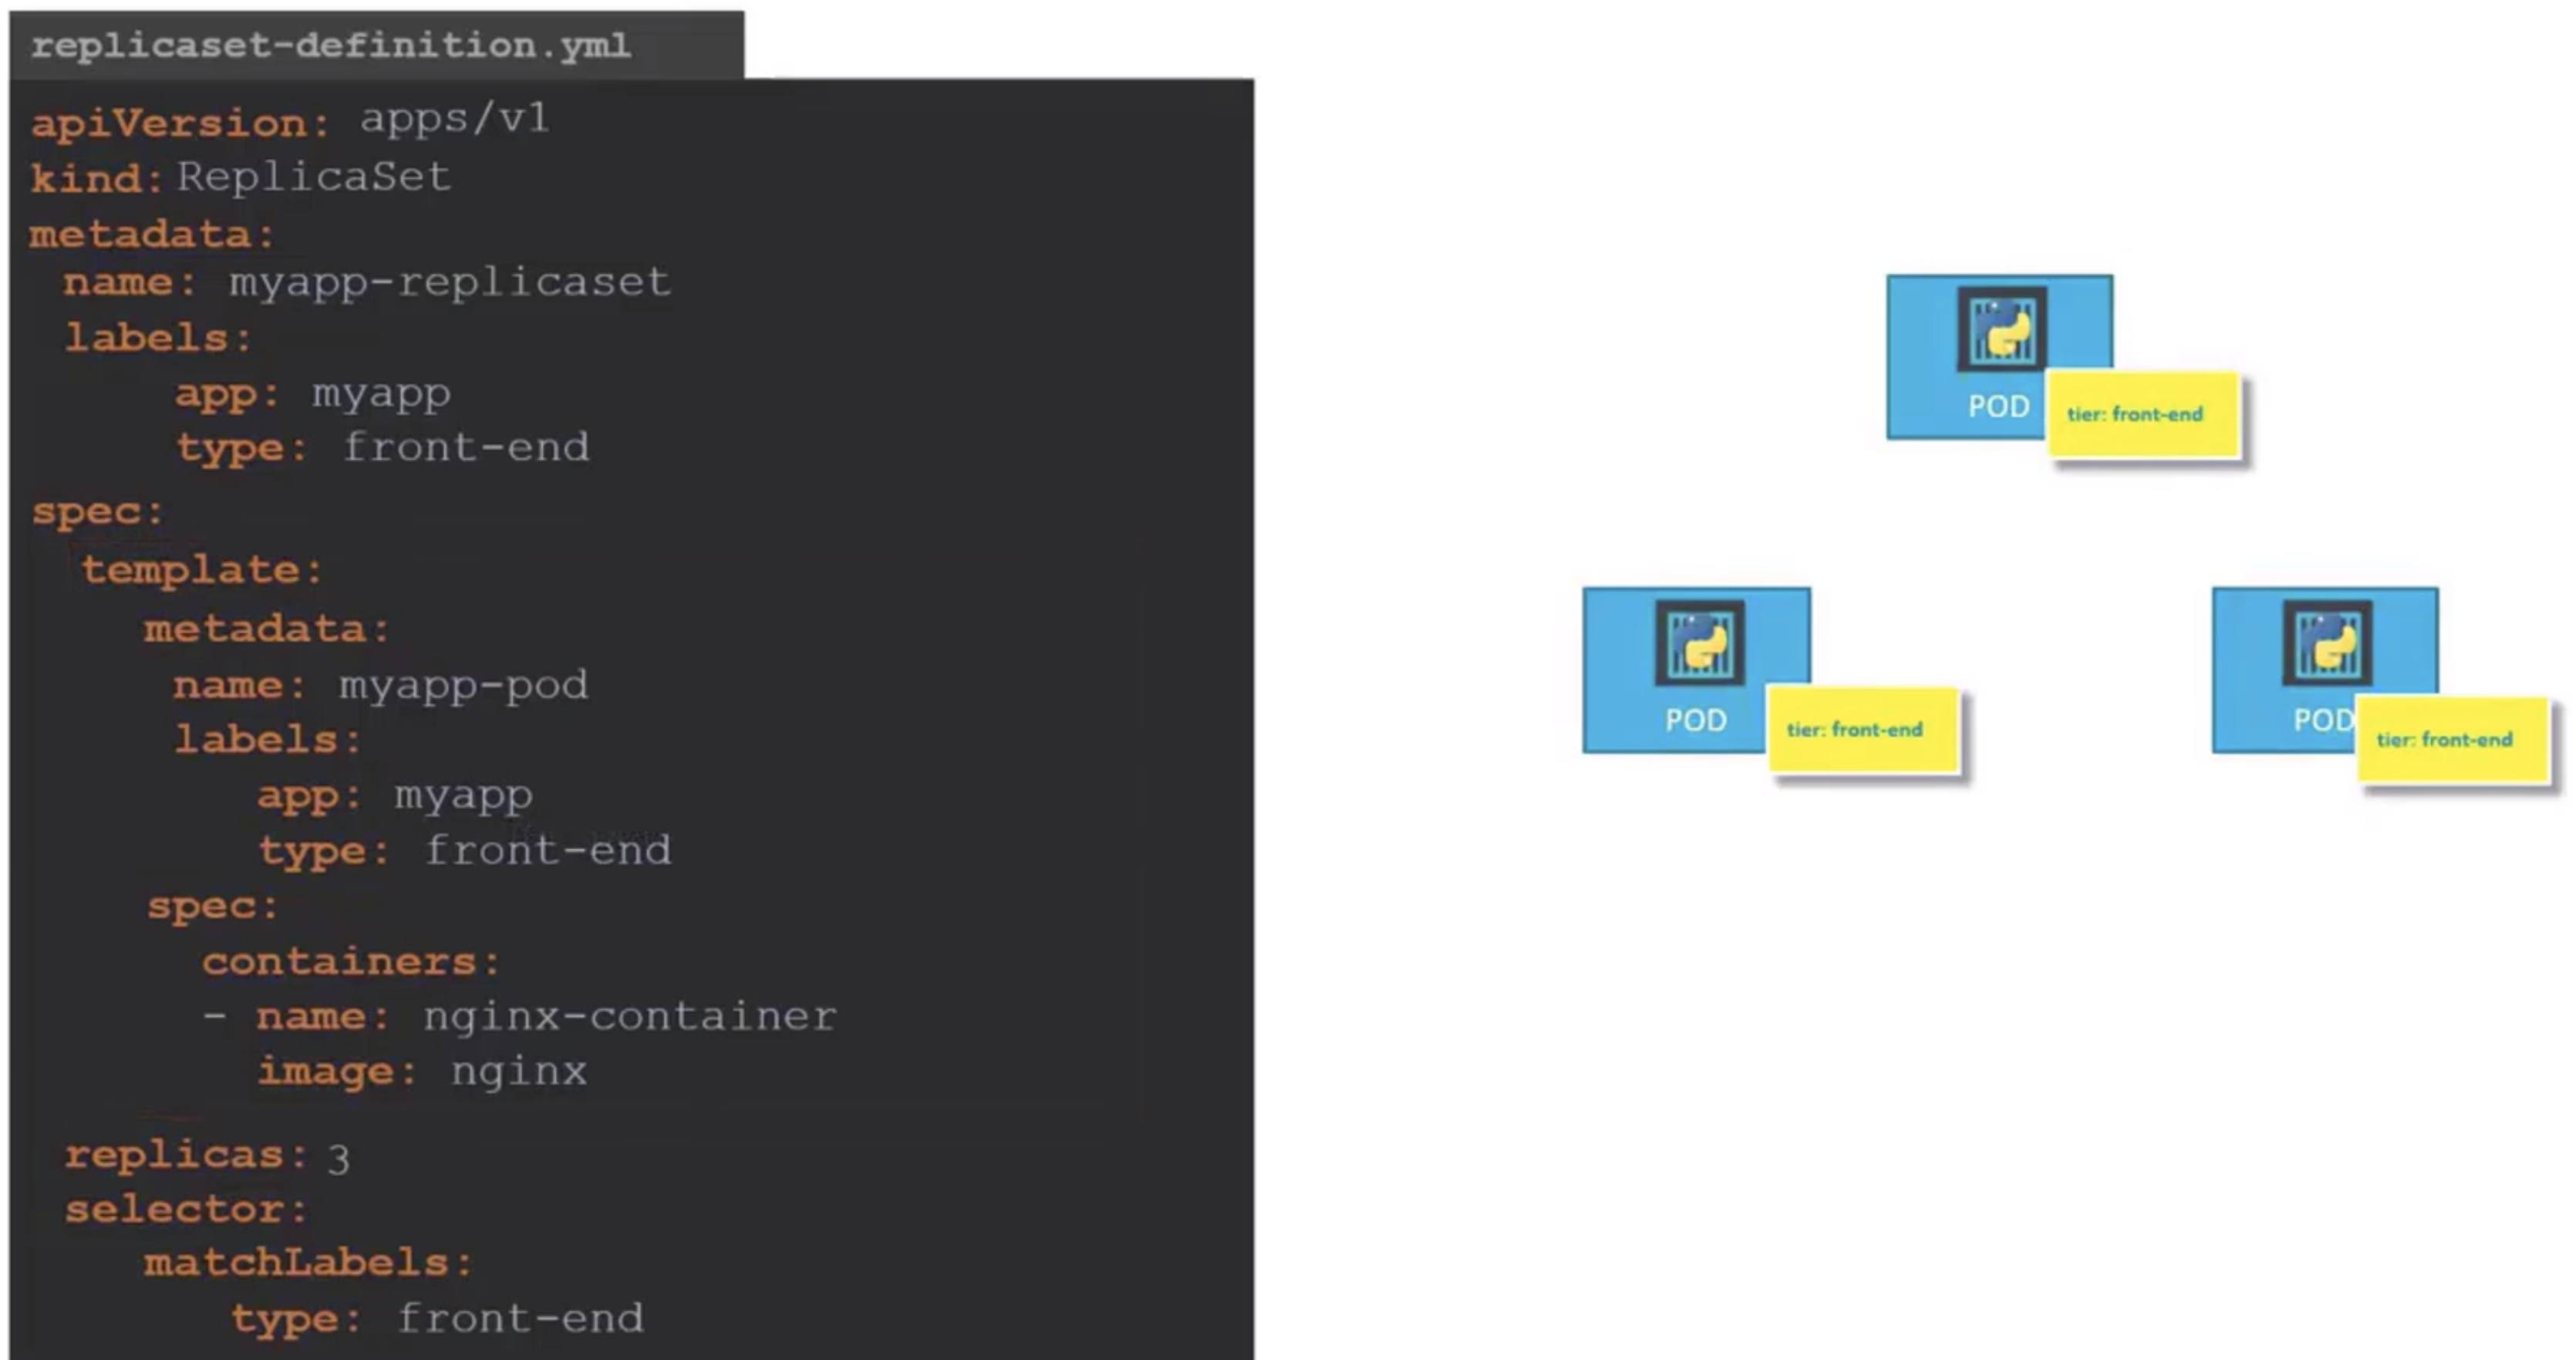 replicaset-definition.yml
apiVersion: apps/v1
kind: ReplicaSet
metadata:
name: myapp-replicaset
labels:
app: myapp
type: front-end
spec:
template:
metadata:
name: myapp-pod
labels:
app: myapp
type: front-end
spec:
containers:
- name: nginx-container
image: nginx
replicas: 3
selector:
matchLabels:
type: front-end
POD
tier: front-end
POD
tier: front-end
POD
tier: front-end